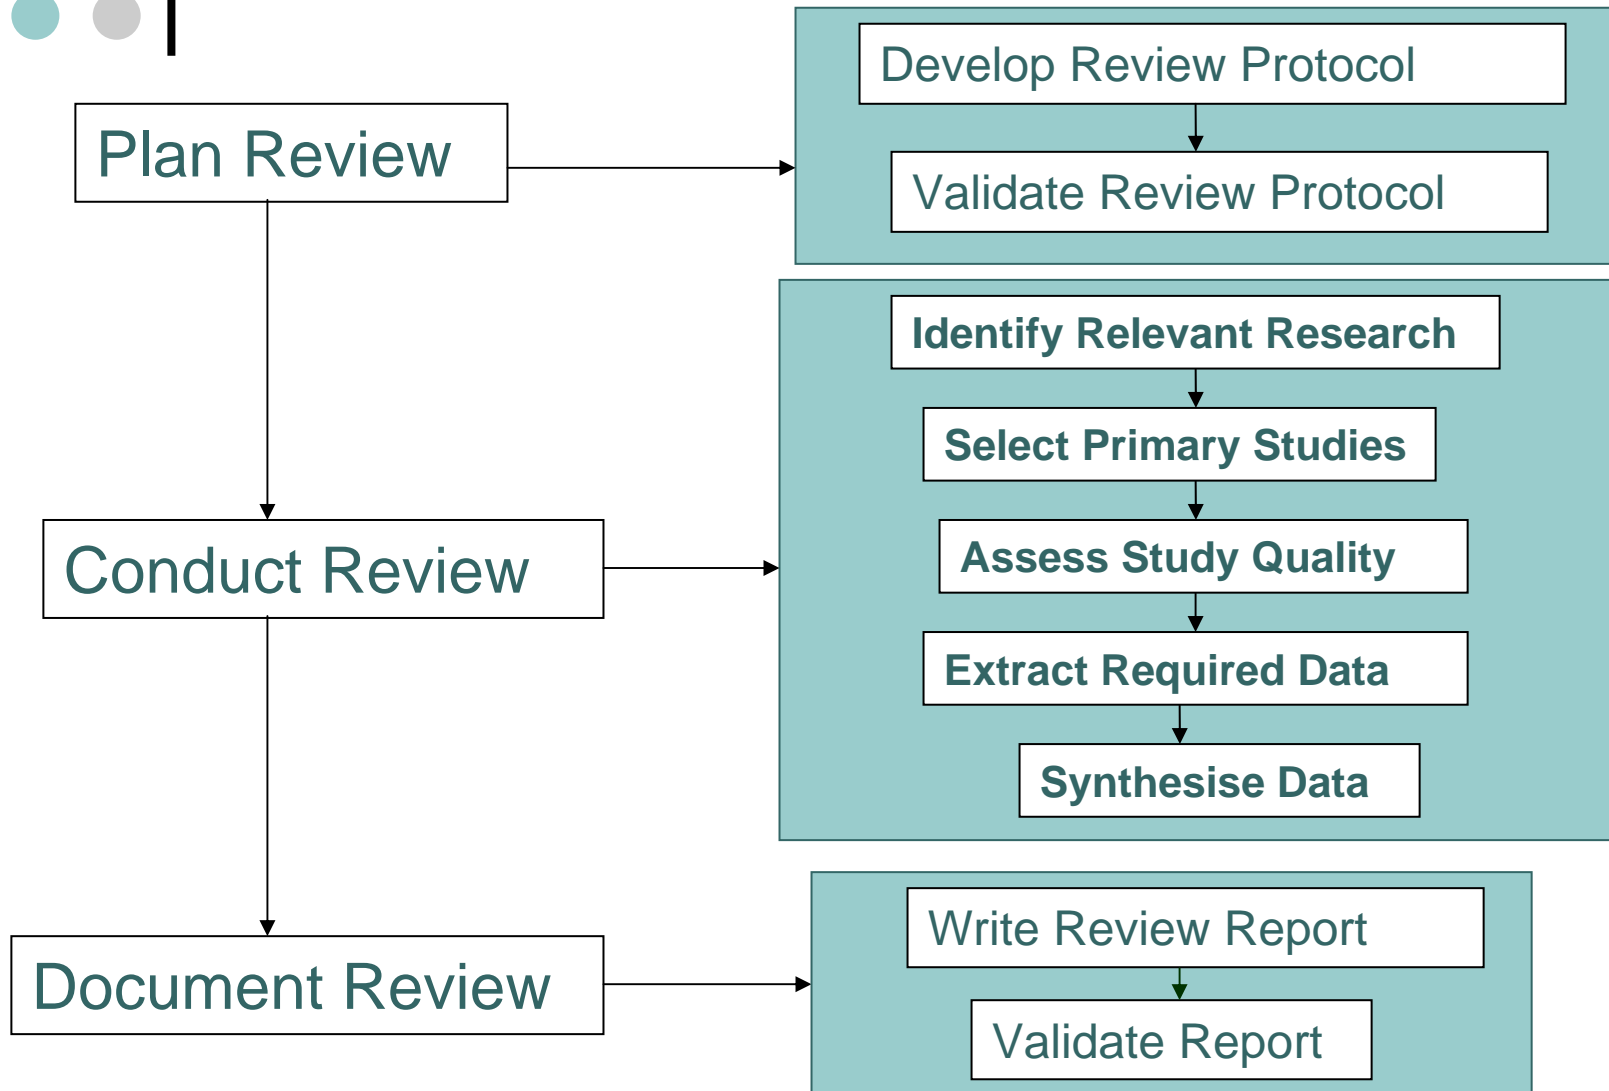 Plan Review
Develop Review Protocol
Validate Review Protocol
Conduct Review
Identify Relevant Research
Select Primary Studies
Assess Study Quality
Extract Required Data
Synthesise Data
Document Review
Write Review Report
Validate Report